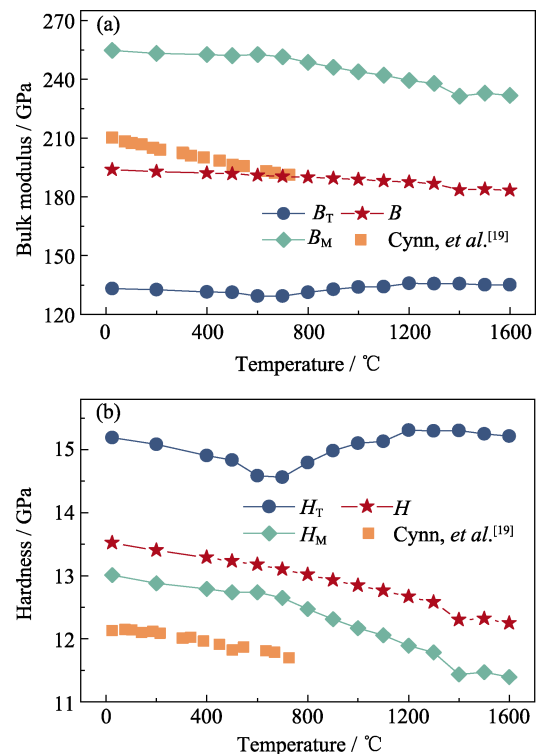 (a)
270
240
210
180
150
120
Bulk modulus / GPa
B_T
B
B_M
Cynn, et al.[19]
0 400 800 1200 1600
Temperature / ℃
(b)
15
14
13
12
11
Hardness / GPa
H_T
H
H_M
Cynn, et al.[19]
0 400 800 1200 1600
Temperature / ℃